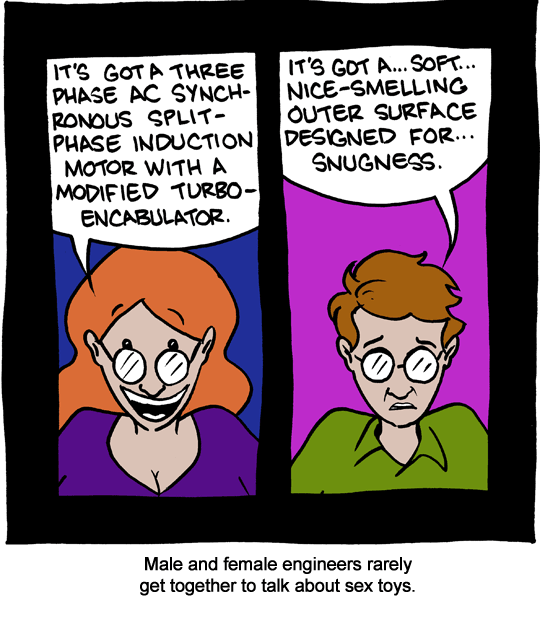 IT'S GOT A THREE
PHASE AC SYNCH-
RONOUS SPLIT-
PHASE INDUCTION
MOTOR WITH A
MODIFIED TURBO-
ENCABULATOR.
IT'S GOT A... SOFT...
NICE-SMELLING
OUTER SURFACE
DESIGNED FOR...
SNUGNESS.
Male and female engineers rarely
get together to talk about sex toys.